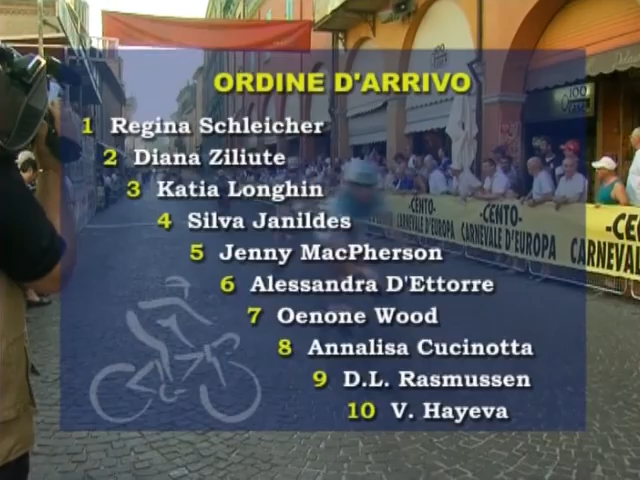 ORDINE D'ARRIVO
1 Regina Schleicher
2 Diana Ziliute
3 Katia Longhin
4 Silva Janildes
5 Jenny MacPherson
6 Alessandra D'Ettorre
7 Oenone Wood
8 Annalisa Cucinotta
9 D.L. Rasmussen
10 V. Hayeva
-CENTO-
CARNEVALE D'EUROPA
-CENTO-
CARNEVALE D'EUROPA
-CE
CARNEVAL
100